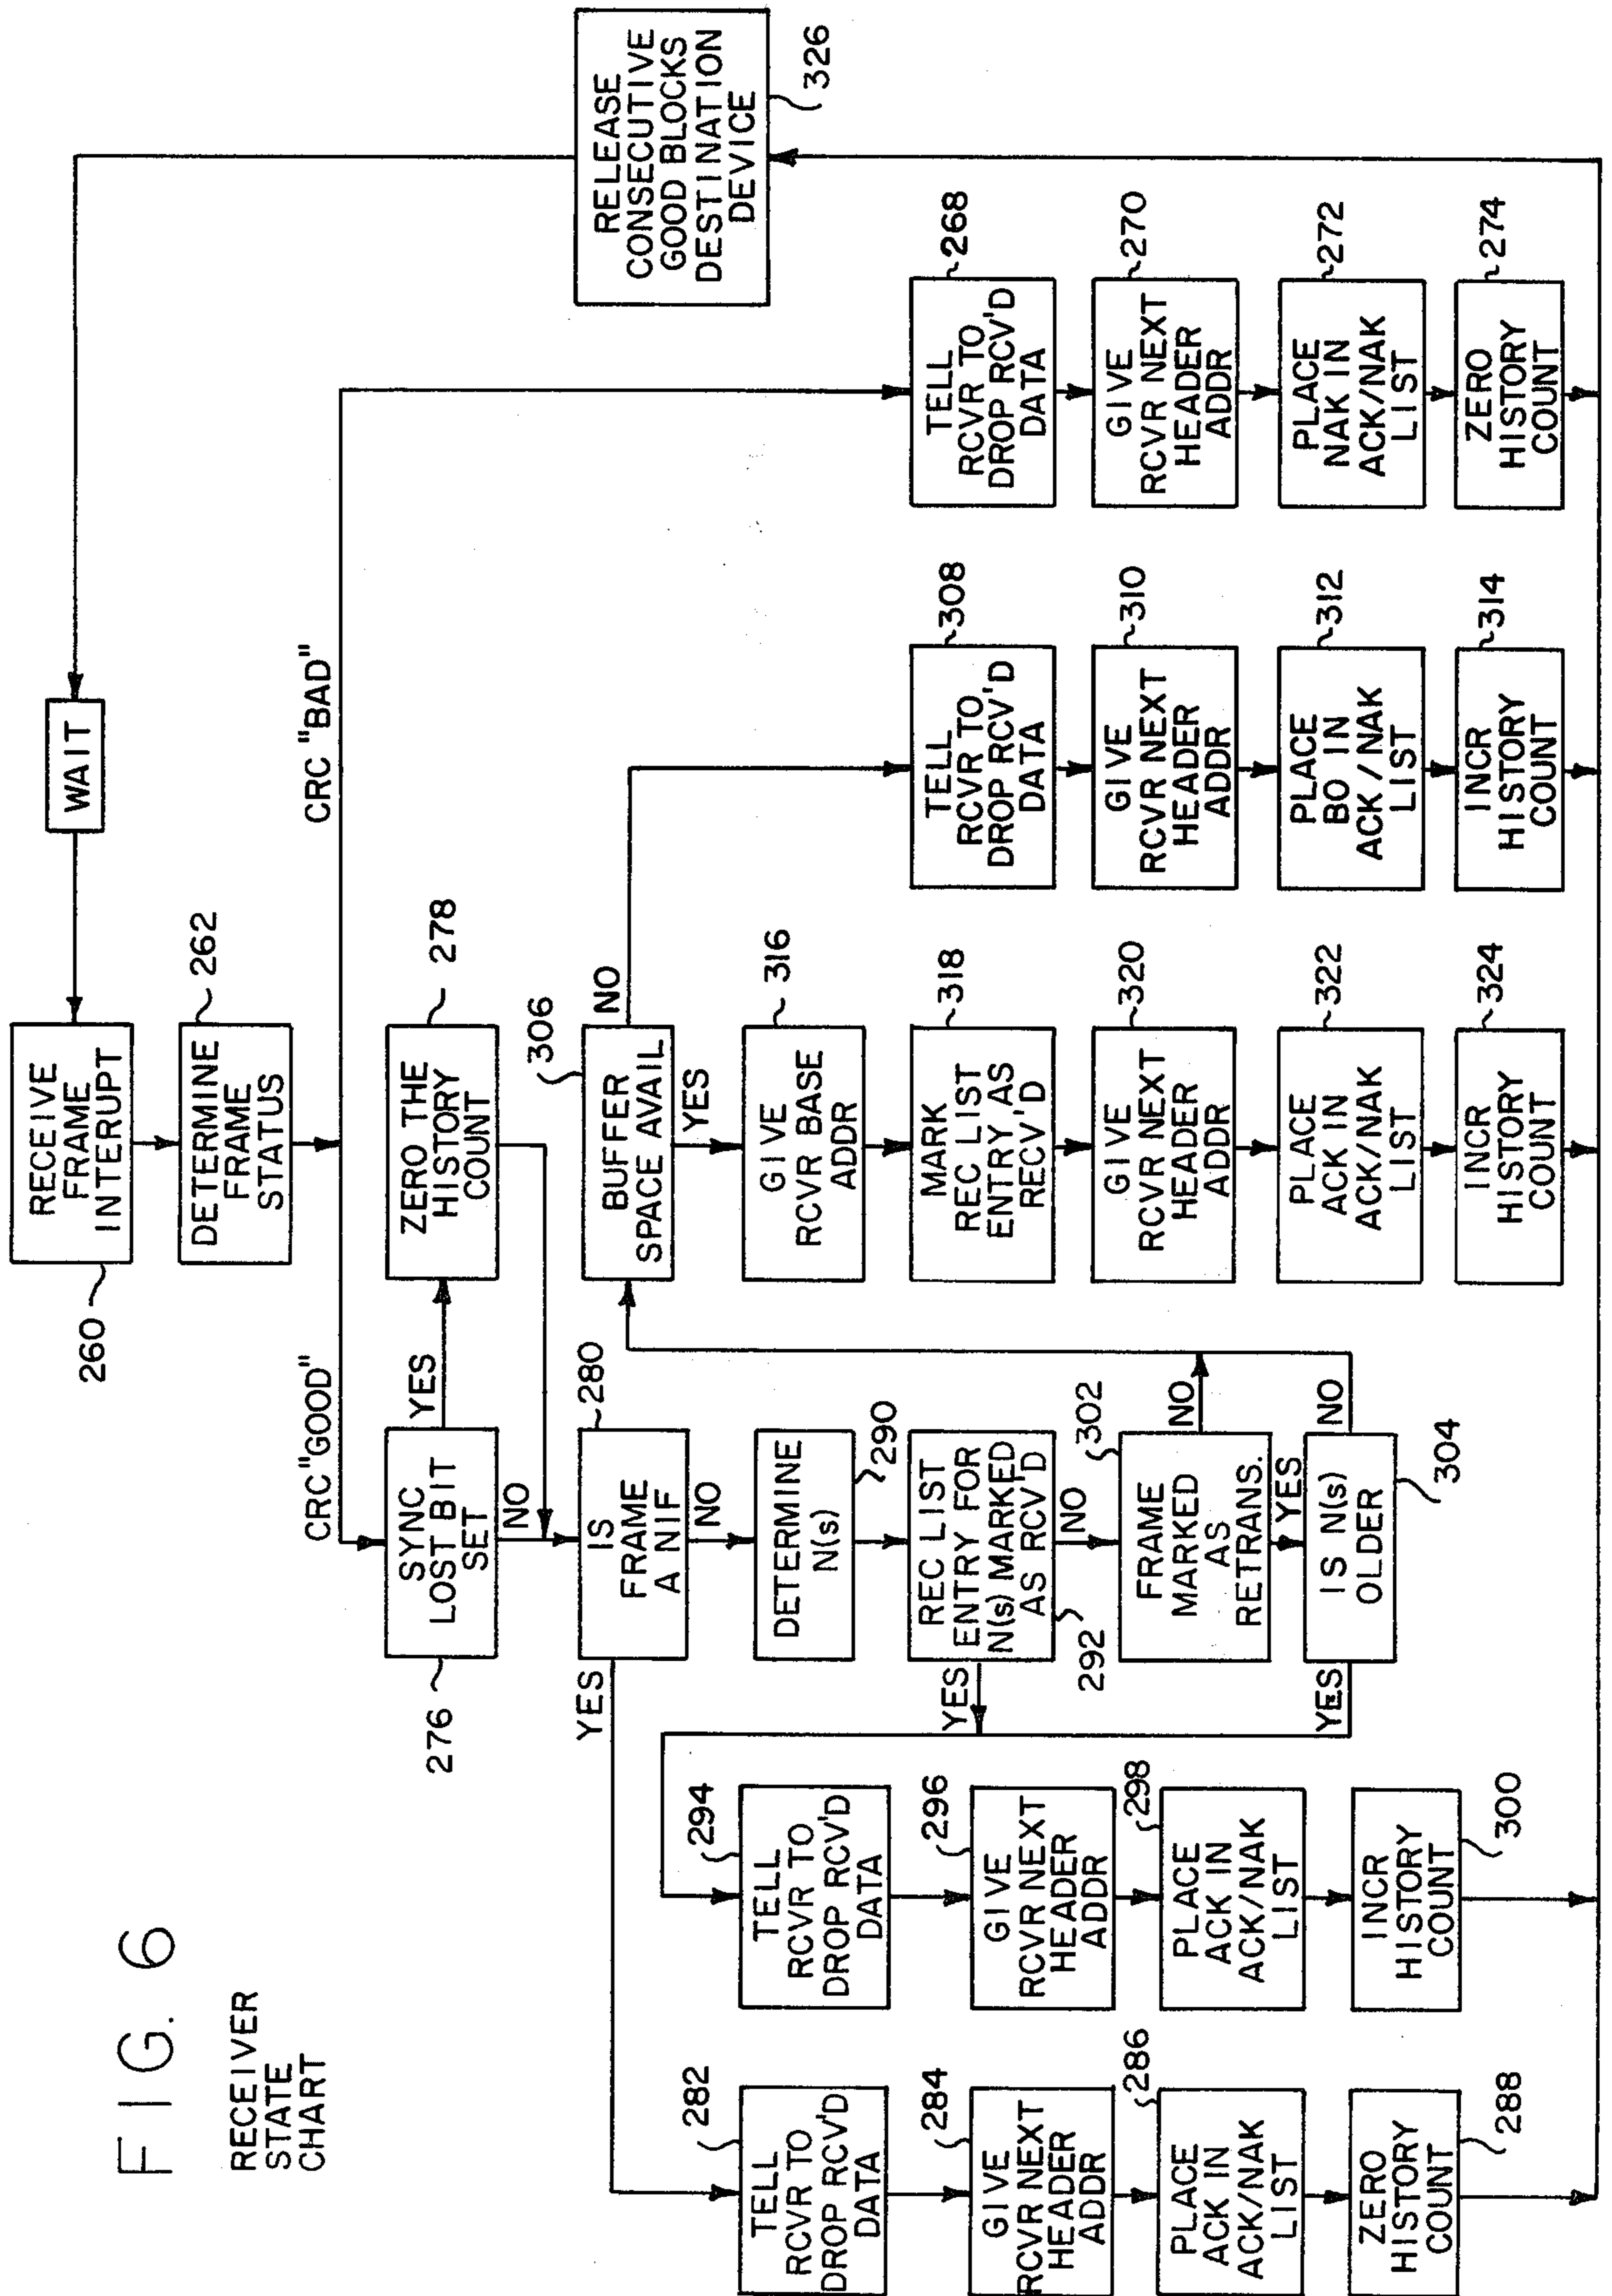 FIG. 6
RECEIVER
STATE
CHART
RECEIVE
FRAME
INTERUPT
260
WAIT
DETERMINE
FRAME
STATUS
262
CRC "GOOD"
CRC "BAD"
SYNC
LOST BIT
SET
276
YES
NO
ZERO THE
HISTORY
COUNT
278
IS
FRAME
A NIF
280
YES
NO
DETERMINE
N(s)
290
REC LIST
ENTRY FOR
N(s) MARKED
AS RCV'D
292
YES
NO
FRAME
MARKED
AS
RETRANS.
302
NO
YES
IS N(s)
OLDER
304
YES
NO
BUFFER
SPACE AVAIL
306
NO
YES
TELL
RCVR TO
DROP RCV'D
DATA
282
GIVE
RCVR NEXT
HEADER
ADDR
284
PLACE
ACK IN
ACK/NAK
LIST
286
ZERO
HISTORY
COUNT
288
TELL
RCVR TO
DROP RCV'D
DATA
294
GIVE
RCVR NEXT
HEADER
ADDR
296
PLACE
ACK IN
ACK/NAK
LIST
298
INCR
HISTORY
COUNT
300
GIVE
RCVR BASE
ADDR
316
MARK
REC LIST
ENTRY AS
RECV'D
318
GIVE
RCVR NEXT
HEADER
ADDR
320
PLACE
ACK IN
ACK/NAK
LIST
322
INCR
HISTORY
COUNT
324
TELL
RCVR TO
DROP RCV'D
DATA
308
GIVE
RCVR NEXT
HEADER
ADDR
310
PLACE
BO IN
ACK/NAK
LIST
312
INCR
HISTORY
COUNT
314
TELL
RCVR TO
DROP RCV'D
DATA
268
GIVE
RCVR NEXT
HEADER
ADDR
270
PLACE
NAK IN
ACK/NAK
LIST
272
ZERO
HISTORY
COUNT
274
RELEASE
CONSECUTIVE
GOOD BLOCKS
DESTINATION
DEVICE
326